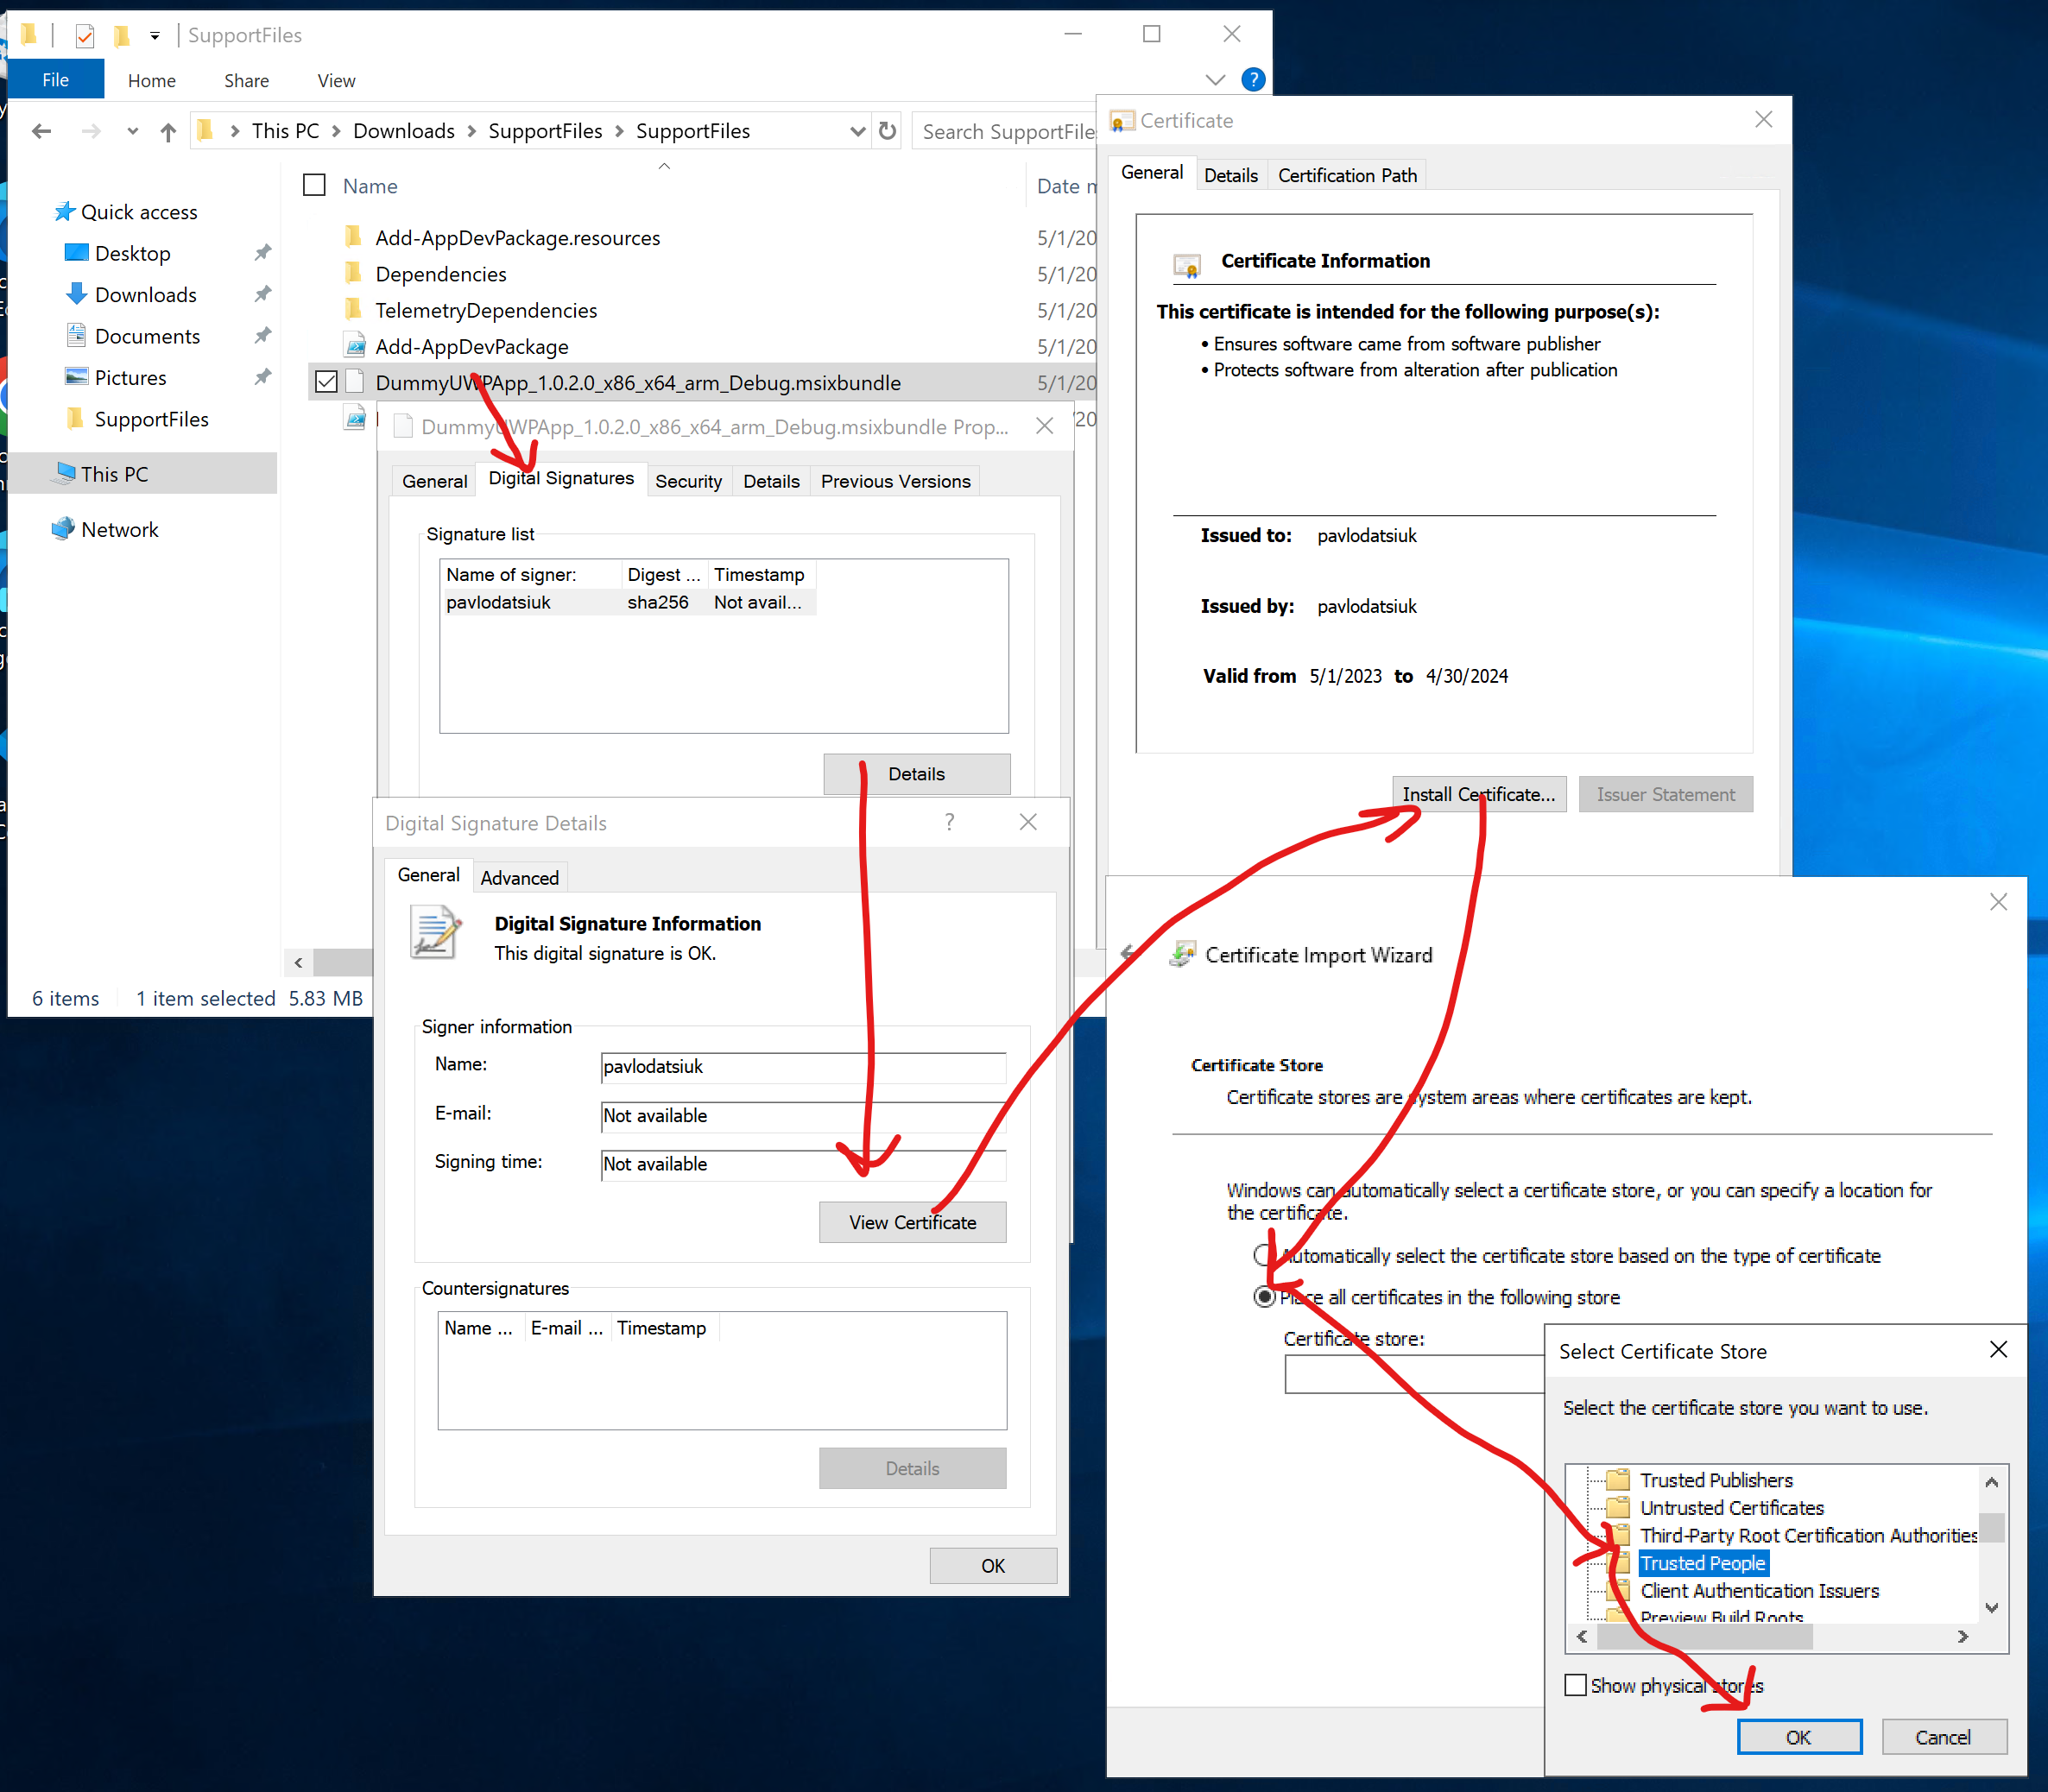 SupportFiles
File Home Share View
This PC > Downloads > SupportFiles > SupportFiles
Search SupportFile
Name
Date m
Quick access
Desktop
Downloads
Documents
Pictures
SupportFiles
This PC
Network
Add-AppDevPackage.resources 5/1/20
Dependencies 5/1/20
TelemetryDependencies 5/1/20
Add-AppDevPackage 5/1/20
DummyUWPApp_1.0.2.0_x86_x64_arm_Debug.msixbundle 5/1/20
/20
6 items 1 item selected 5.83 MB
DummyUWPApp_1.0.2.0_x86_x64_arm_Debug.msixbundle Prop...
General Digital Signatures Security Details Previous Versions
Signature list
Name of signer: Digest ... Timestamp
pavlodatsiuk sha256 Not avail...
Details
Digital Signature Details
?
General Advanced
Digital Signature Information
This digital signature is OK.
Signer information
Name: pavlodatsiuk
E-mail: Not available
Signing time: Not available
View Certificate
Countersignatures
Name ... E-mail ... Timestamp
Details
OK
Certificate
General Details Certification Path
Certificate Information
This certificate is intended for the following purpose(s):
• Ensures software came from software publisher
• Protects software from alteration after publication
Issued to: pavlodatsiuk
Issued by: pavlodatsiuk
Valid from 5/1/2023 to 4/30/2024
Install Certificate... Issuer Statement
Certificate Import Wizard
Certificate Store
Certificate stores are system areas where certificates are kept.
Windows can automatically select a certificate store, or you can specify a location for
the certificate.
Automatically select the certificate store based on the type of certificate
Place all certificates in the following store
Certificate store:
Select Certificate Store
Select the certificate store you want to use.
Trusted Publishers
Untrusted Certificates
Third-Party Root Certification Authorities
Trusted People
Client Authentication Issuers
Preview Build Roots
Show physical stores
OK Cancel